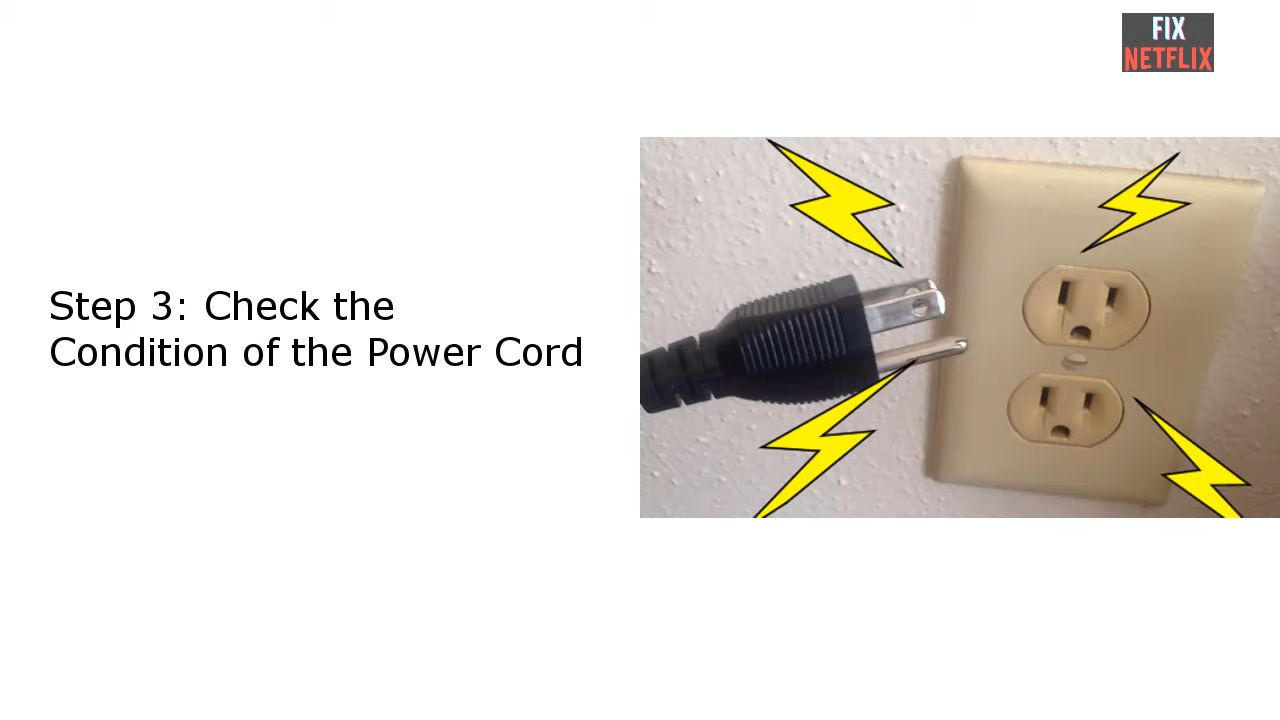 FIX
NETFLIX
Step 3: Check the
Condition of the Power Cord